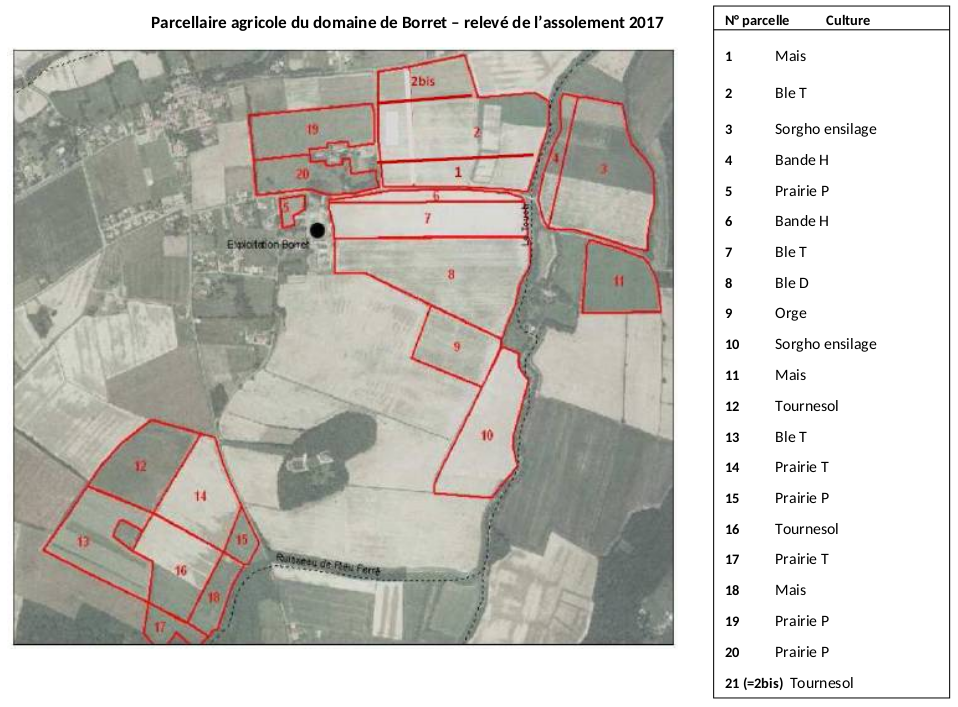 Parcellaire agricole du domaine de Borret – relevé de l'assolement 2017
2bis
19
2
20
1
4
3
5
6
7
Exploitation Borret
Le Touch
8
11
9
10
12
14
13
15
16
Ruisseau de Rieu Ferré
18
17
N° parcelle Culture
1 Mais
2 Ble T
3 Sorgho ensilage
4 Bande H
5 Prairie P
6 Bande H
7 Ble T
8 Ble D
9 Orge
10 Sorgho ensilage
11 Mais
12 Tournesol
13 Ble T
14 Prairie T
15 Prairie P
16 Tournesol
17 Prairie T
18 Mais
19 Prairie P
20 Prairie P
21 (=2bis) Tournesol